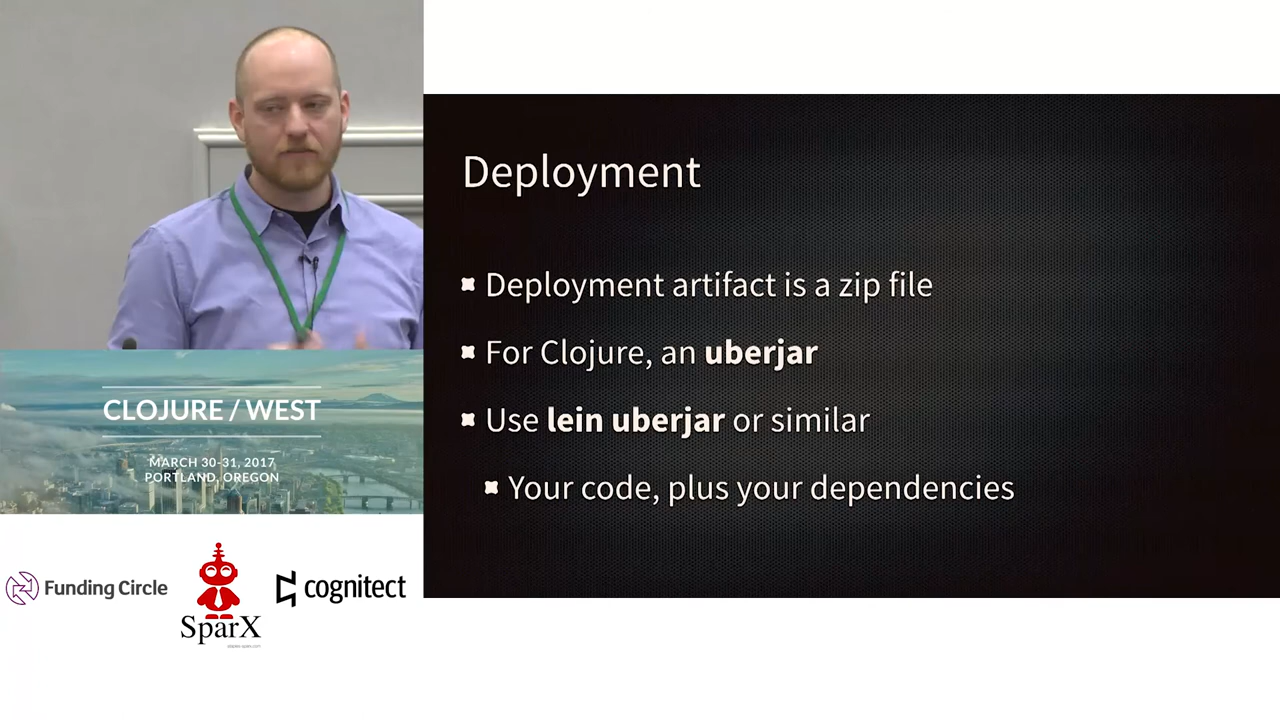 Deployment
Deployment artifact is a zip file
For Clojure, an uberjar
Use lein uberjar or similar
Your code, plus your dependencies
CLOJURE / WEST
MARCH 30-31, 2017
PORTLAND, OREGON
Funding Circle
SparX
cognitect